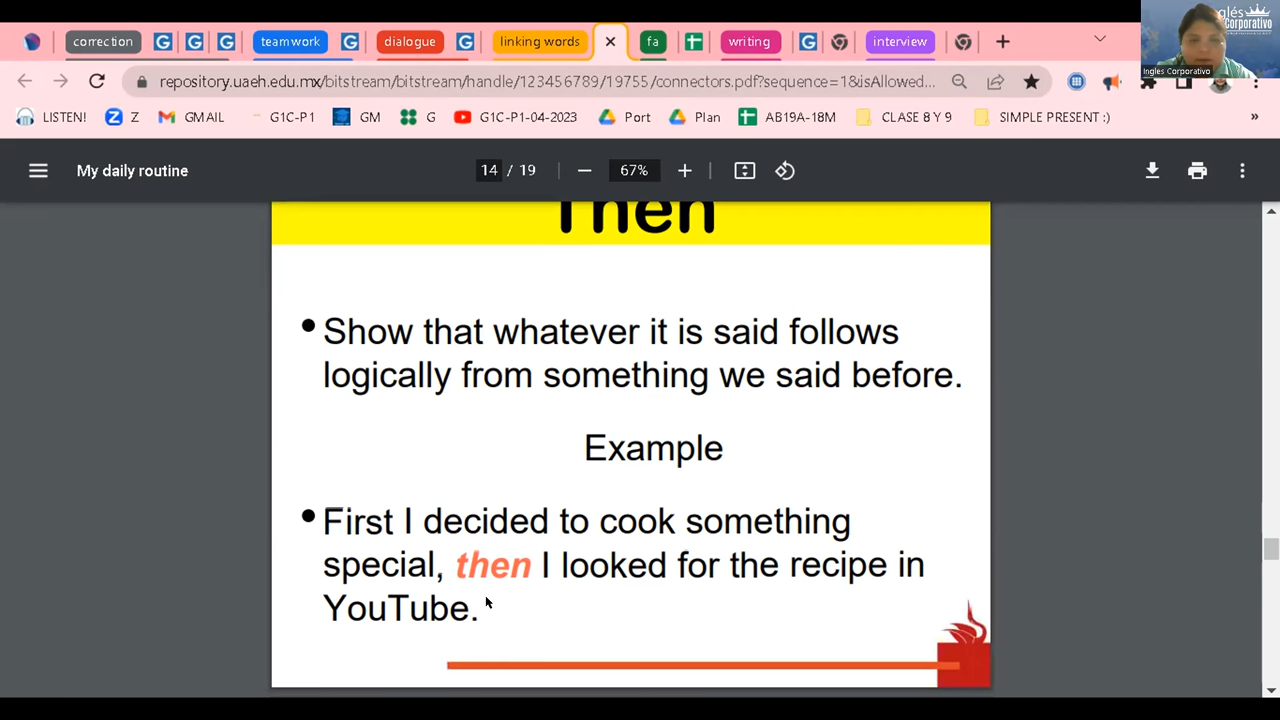 correction
teamwork
dialogue
linking words
fa
writing
interview
glés
Corporativo
Ingles Corporativo
repository.uaeh.edu.mx/bitstream/bitstream/handle/123456789/19755/connectors.pdf?sequence=1&isAllowed...
LISTEN!
Z
GMAIL
G1C-P1
GM
G
G1C-P1-04-2023
Port
Plan
AB19A-18M
CLASE 8 Y 9
SIMPLE PRESENT :)
»
My daily routine
14 / 19
67%
Then
• Show that whatever it is said follows
logically from something we said before.
Example
• First I decided to cook something
special, then I looked for the recipe in
YouTube.